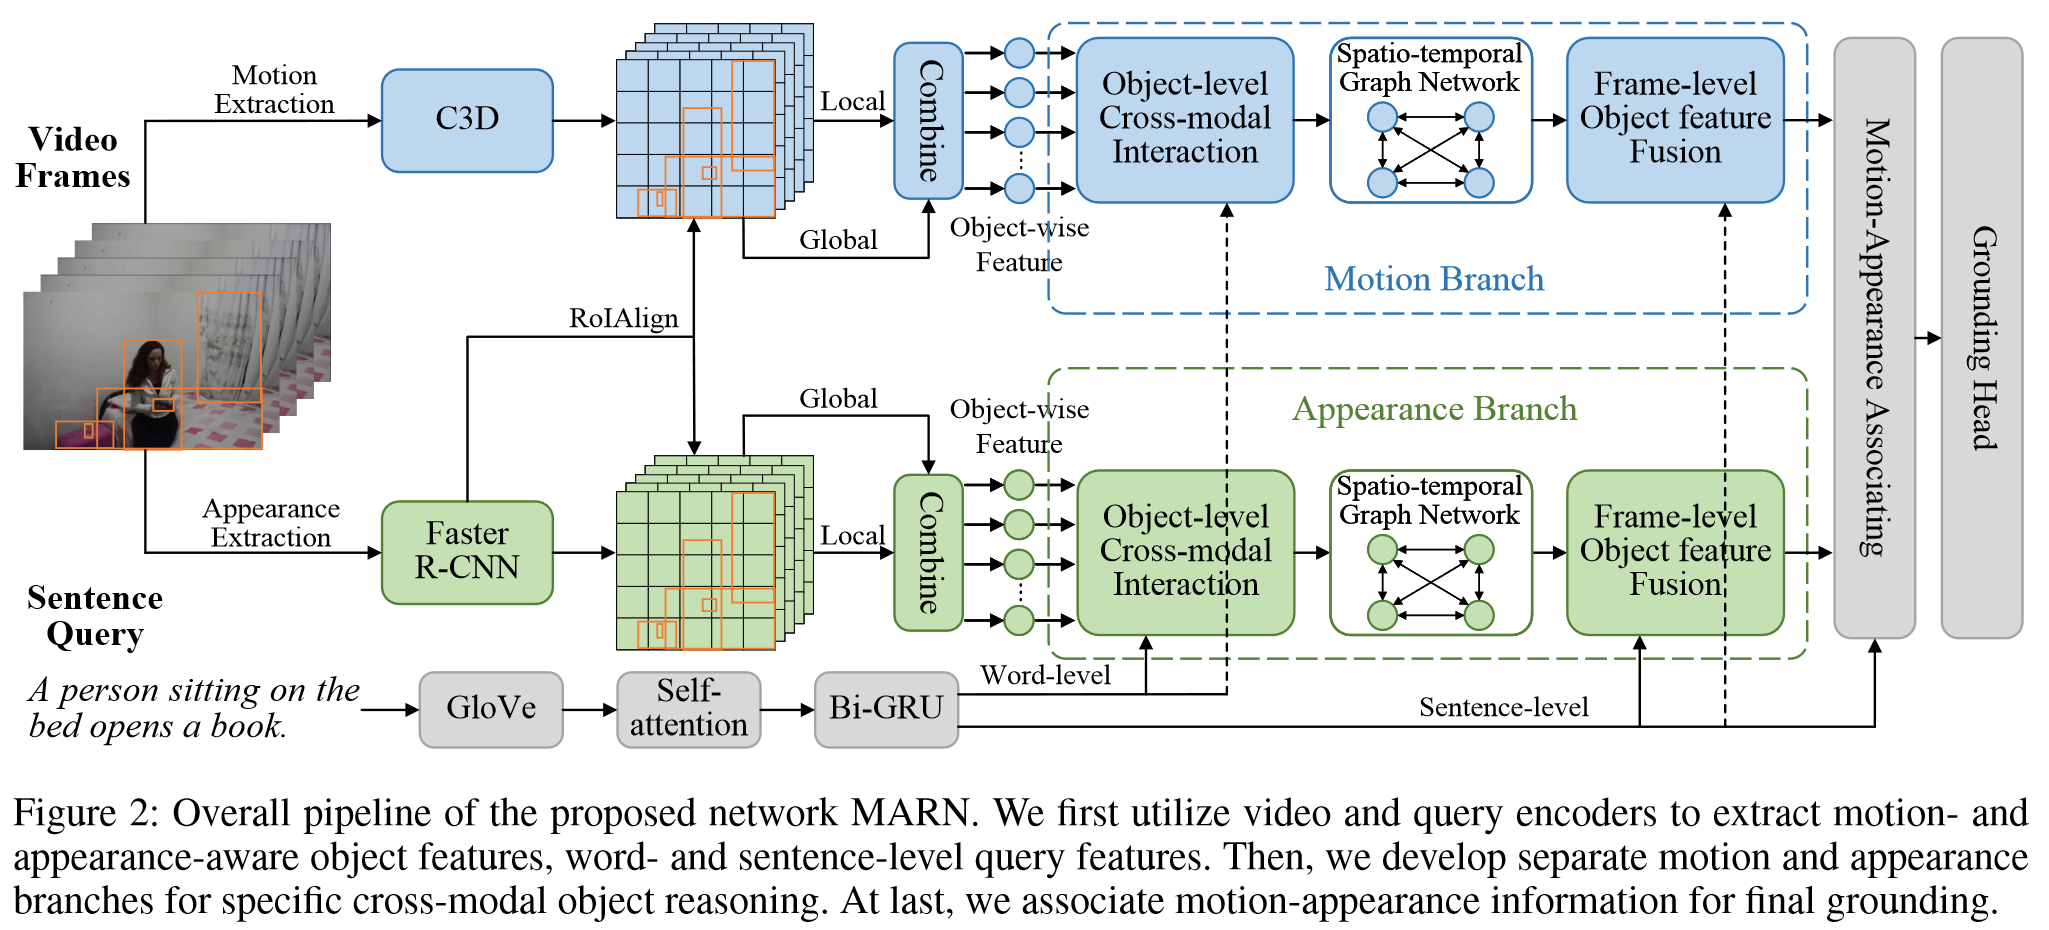 Video
Frames
Motion
Extraction
C3D
Local
Global
Combine
Object-wise
Feature
Object-level
Cross-modal
Interaction
Spatio-temporal
Graph Network
Frame-level
Object feature
Fusion
Motion Branch
Motion-Appearance Associating
Grounding Head
RoIAlign
Appearance
Extraction
Faster
R-CNN
Global
Local
Combine
Object-wise
Feature
Appearance Branch
Object-level
Cross-modal
Interaction
Spatio-temporal
Graph Network
Frame-level
Object feature
Fusion
Sentence
Query
A person sitting on the
bed opens a book.
GloVe
Self-
attention
Bi-GRU
Word-level
Sentence-level
Figure 2: Overall pipeline of the proposed network MARN. We first utilize video and query encoders to extract motion- and
appearance-aware object features, word- and sentence-level query features. Then, we develop separate motion and appearance
branches for specific cross-modal object reasoning. At last, we associate motion-appearance information for final grounding.